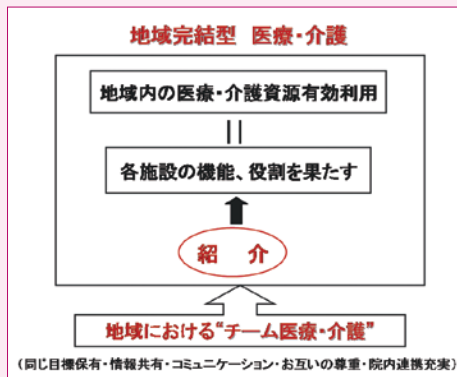 地域完結型 医療・介護
地域内の医療・介護資源有効利用
各施設の機能、役割を果たす
紹 介
地域における“チーム医療・介護”
(同じ目標保有・情報共有・コミュニケーション・お互いの尊重・院内連携充実)